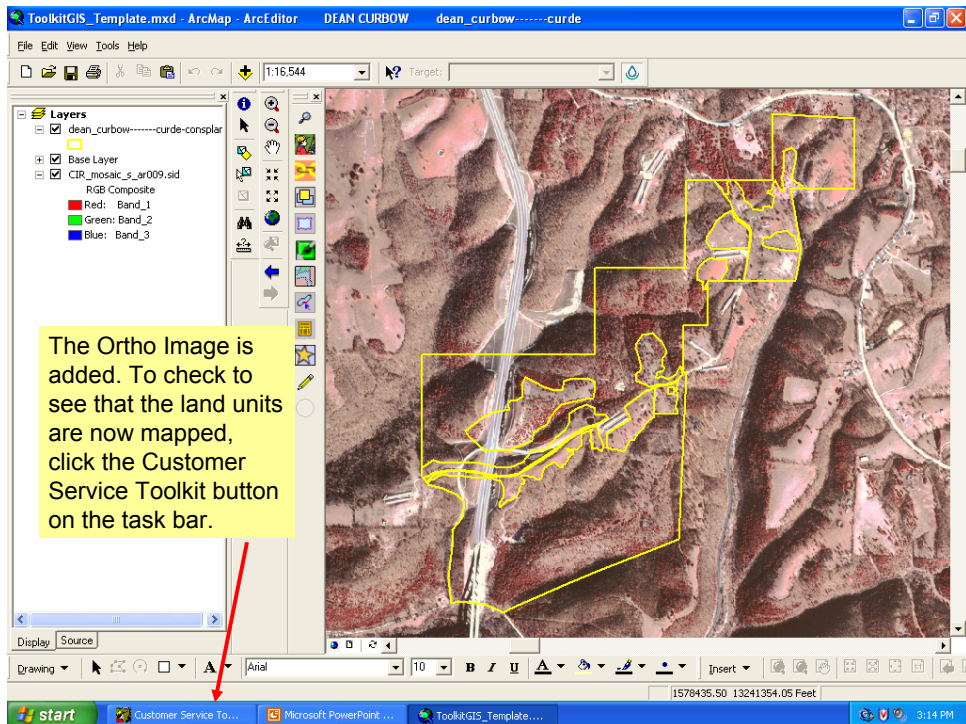 ToolkitGIS_Template.mxd - ArcMap - ArcEditor DEAN CURBOW dean_curbow-------curde
File Edit View Tools Help
1:16,544 Target:
Layers
dean_curbow-------curde-consplar
Base Layer
CIR_mosaic_s_ar009.sid
RGB Composite
Red: Band_1
Green: Band_2
Blue: Band_3
The Ortho Image is
added. To check to
see that the land units
are now mapped,
click the Customer
Service Toolkit button
on the task bar.
Display Source
Drawing A Arial 10 B I U A Insert
1578435.50 13241354.05 Feet
start Customer Service To... Microsoft PowerPoint ... ToolkitGIS_Template.... 3:14 PM